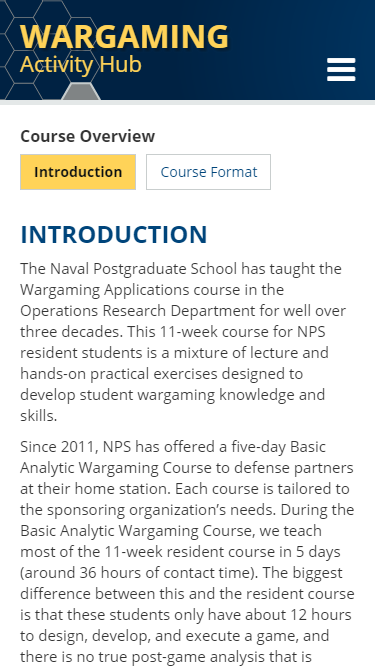 WARGAMING
Activity Hub
Course Overview
Introduction
Course Format
INTRODUCTION
The Naval Postgraduate School has taught the
Wargaming Applications course in the
Operations Research Department for well over
three decades. This 11-week course for NPS
resident students is a mixture of lecture and
hands-on practical exercises designed to
develop student wargaming knowledge and
skills.
Since 2011, NPS has offered a five-day Basic
Analytic Wargaming Course to defense partners
at their home station. Each course is tailored to
the sponsoring organization’s needs. During the
Basic Analytic Wargaming Course, we teach
most of the 11-week resident course in 5 days
(around 36 hours of contact time). The biggest
difference between this and the resident course
is that these students only have about 12 hours
to design, develop, and execute a game, and
there is no true post-game analysis that is